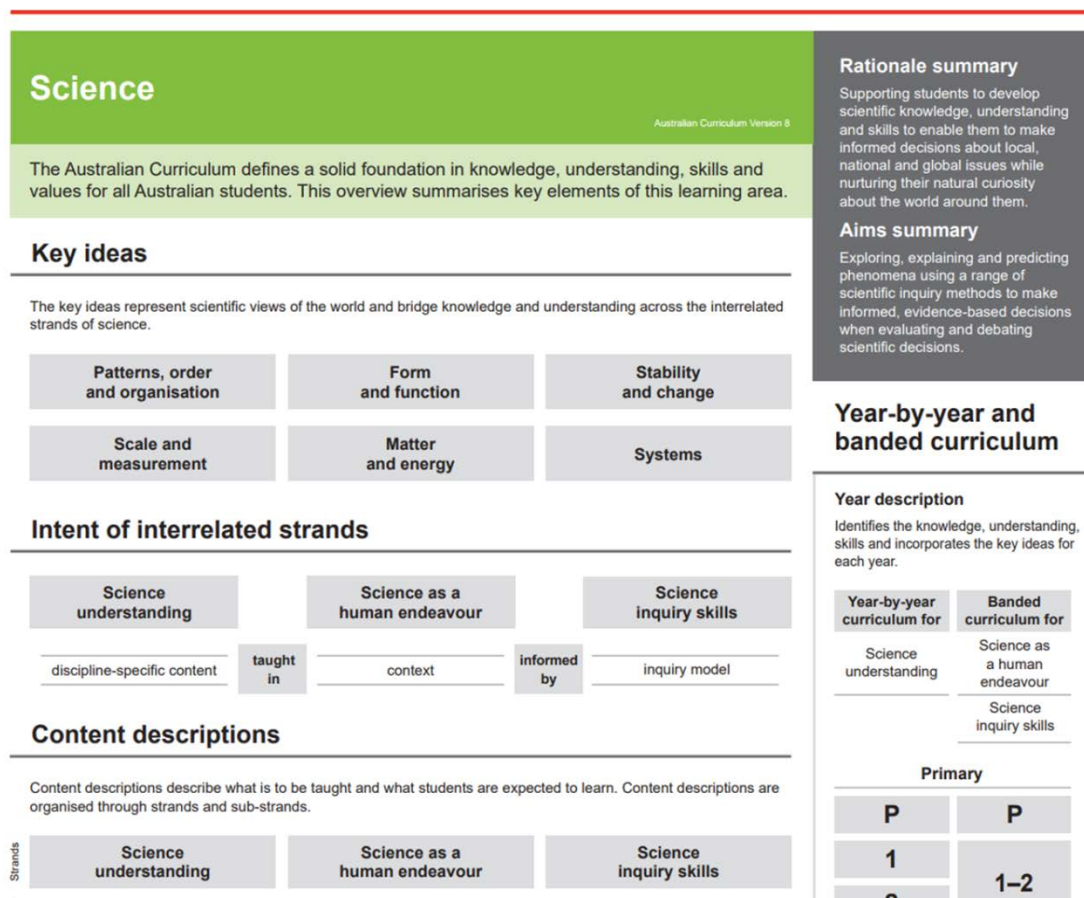 Science
Australian Curriculum Version 8
The Australian Curriculum defines a solid foundation in knowledge, understanding, skills and
values for all Australian students. This overview summarises key elements of this learning area.
Key ideas
The key ideas represent scientific views of the world and bridge knowledge and understanding across the interrelated
strands of science.
Patterns, order
and organisation
Form
and function
Stability
and change
Scale and
measurement
Matter
and energy
Systems
Intent of interrelated strands
Science
understanding
Science as a
human endeavour
Science
inquiry skills
discipline-specific content
taught
in
context
informed
by
inquiry model
Content descriptions
Content descriptions describe what is to be taught and what students are expected to learn. Content descriptions are
organised through strands and sub-strands.
Strands
Science
understanding
Science as a
human endeavour
Science
inquiry skills
Rationale summary
Supporting students to develop
scientific knowledge, understanding
and skills to enable them to make
informed decisions about local,
national and global issues while
nurturing their natural curiosity
about the world around them.
Aims summary
Exploring, explaining and predicting
phenomena using a range of
scientific inquiry methods to make
informed, evidence-based decisions
when evaluating and debating
scientific decisions.
Year-by-year and
banded curriculum
Year description
Identifies the knowledge, understanding,
skills and incorporates the key ideas for
each year.
Year-by-year
curriculum for
Banded
curriculum for
Science
understanding
Science as
a human
endeavour
Science
inquiry skills
Primary
P
P
1
1–2